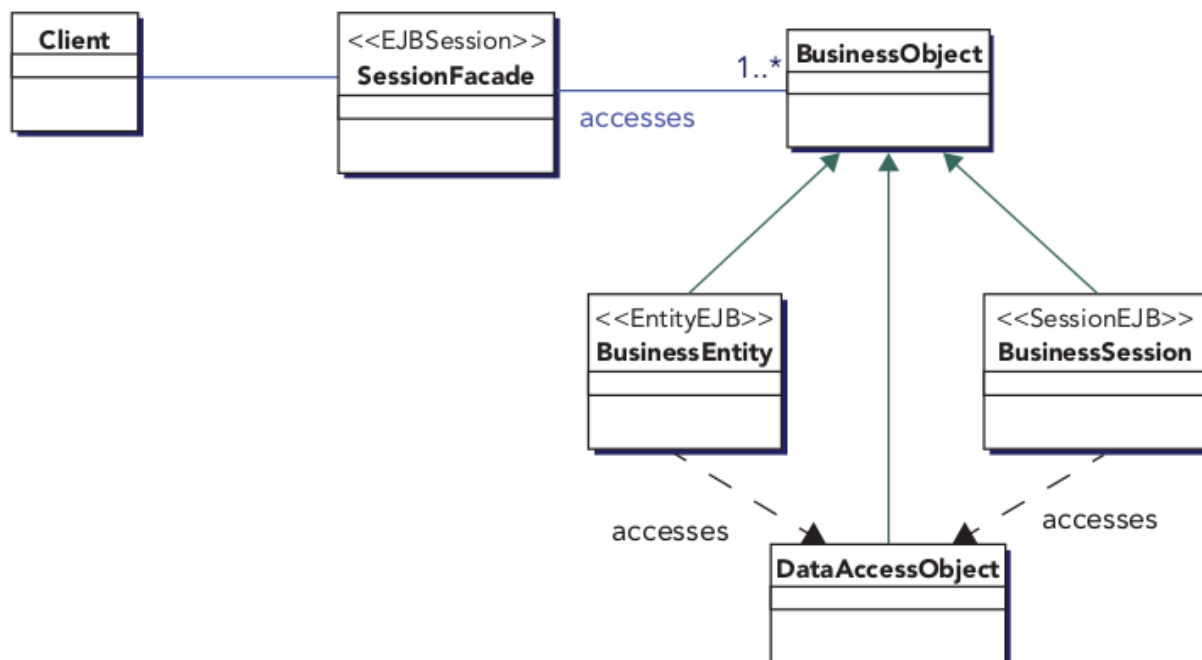 Client
<<EJBSession>>
SessionFacade
1..*
accesses
BusinessObject
<<EntityEJB>>
BusinessEntity
<<SessionEJB>>
BusinessSession
accesses
accesses
DataAccessObject